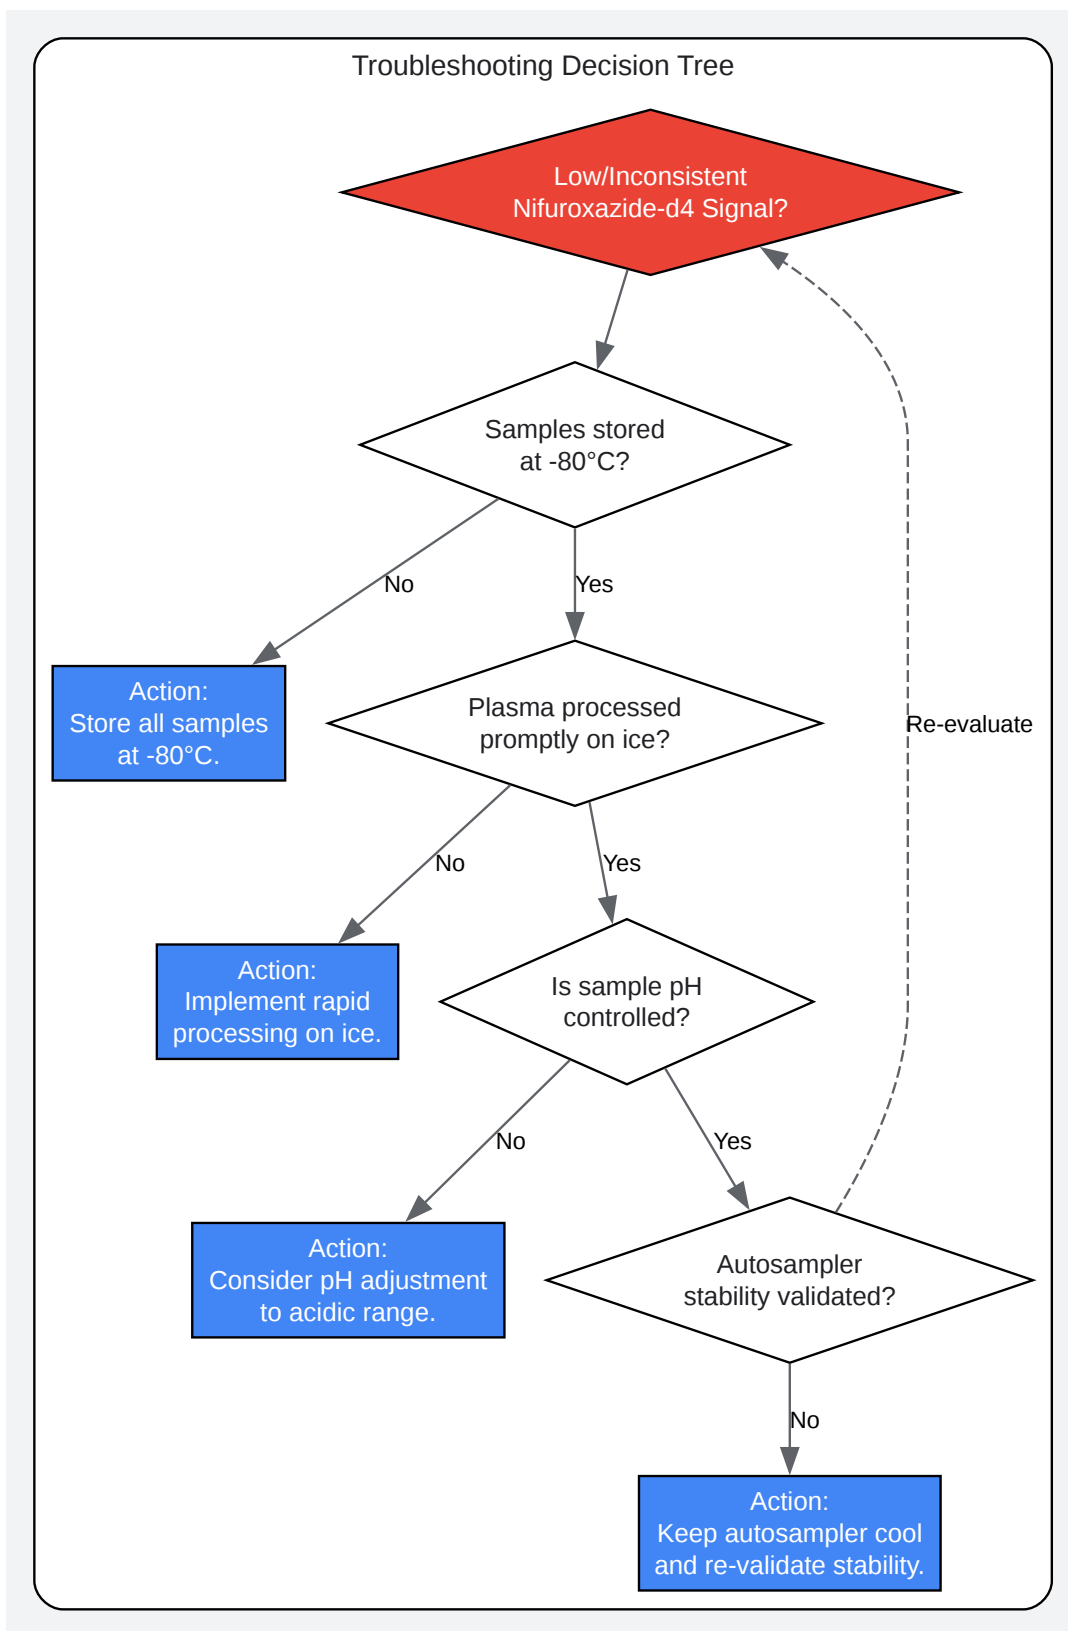 Troubleshooting Decision Tree
Low/Inconsistent
Nifuroxazide-d4 Signal?
Samples stored
at -80°C?
No
Yes
Action:
Store all samples
at -80°C.
Plasma processed
promptly on ice?
Re-evaluate
No
Yes
Action:
Implement rapid
processing on ice.
Is sample pH
controlled?
No
Yes
Action:
Consider pH adjustment
to acidic range.
Autosampler
stability validated?
No
Action:
Keep autosampler cool
and re-validate stability.